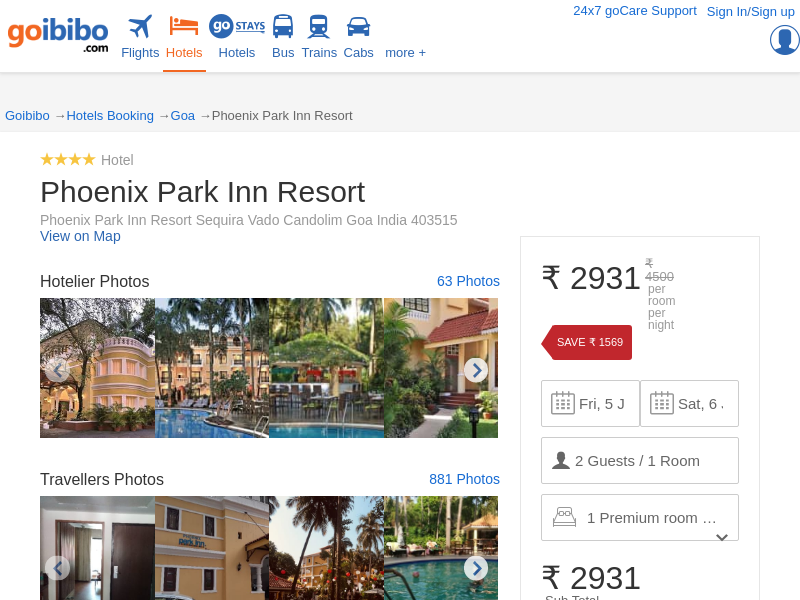 24x7 goCare Support Sign In/Sign up
goibibo
.com
go STAYS
Flights Hotels Hotels Bus Trains Cabs more +
Goibibo →Hotels Booking →Goa →Phoenix Park Inn Resort
★★★★ Hotel
Phoenix Park Inn Resort
Phoenix Park Inn Resort Sequira Vado Candolim Goa India 403515
View on Map
Hotelier Photos 63 Photos
Travellers Photos 881 Photos
Park Inn
₹ 2931
₹
4500
per
room
per
night
SAVE ₹ 1569
Fri, 5 J
Sat, 6
2 Guests / 1 Room
1 Premium room …
₹ 2931
Sub Total